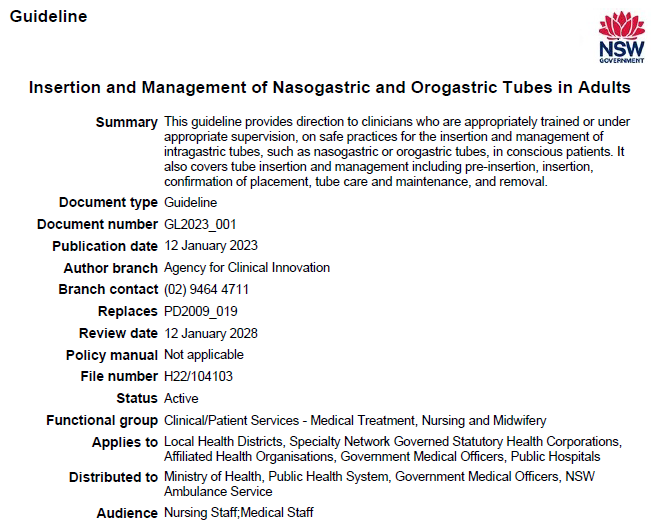 Guideline
NSW
GOVERNMENT
Insertion and Management of Nasogastric and Orogastric Tubes in Adults
Summary This guideline provides direction to clinicians who are appropriately trained or under
appropriate supervision, on safe practices for the insertion and management of
intragastric tubes, such as nasogastric or orogastric tubes, in conscious patients. It
also covers tube insertion and management including pre-insertion, insertion,
confirmation of placement, tube care and maintenance, and removal.
Document type Guideline
Document number GL2023_001
Publication date 12 January 2023
Author branch Agency for Clinical Innovation
Branch contact (02) 9464 4711
Replaces PD2009_019
Review date 12 January 2028
Policy manual Not applicable
File number H22/104103
Status Active
Functional group Clinical/Patient Services - Medical Treatment, Nursing and Midwifery
Applies to Local Health Districts, Specialty Network Governed Statutory Health Corporations,
Affiliated Health Organisations, Government Medical Officers, Public Hospitals
Distributed to Ministry of Health, Public Health System, Government Medical Officers, NSW
Ambulance Service
Audience Nursing Staff;Medical Staff